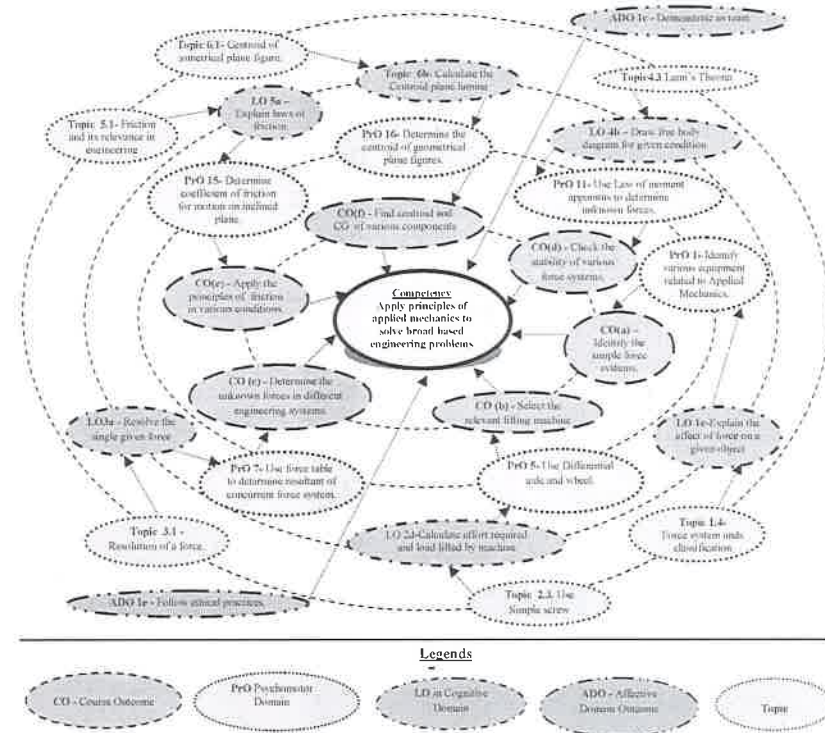 ADO 1c - Demonstrate as team
Topic 6.1- Centroid of
geometrical plane figure.
Topic 6b- Calculate the
Centroid plane lamina
Topic 4.3 Lami's Theorem
LO 5a –
Explain laws of
friction.
Topic 5.1- Friction
and its relevance in
engineering
PrO 16- Determine the
centroid of geometrical
plane figures.
LO 4b - Draw free body
diagram for given condition
PrO 15- Determine
coefficient of friction
for motion on inclined
plane.
PrO 11- Use Law of moment
apparatus to determine
unknown forces.
CO(f) - Find centroid and
CG of various components
CO(d) - Check the
stability of various
force systems.
PrO 1- Identify
various equipment
related to Applied
Mechanics.
CO(e) - Apply the
principles of friction
in various conditions.
Competency
Apply principles of
applied mechanics to
solve broad based
engineering problems
CO(a) –
Identify the
simple force
CO (c) - Determine the
unknown forces in different
engineering systems.
CO (b) - Select the
relevant lifting machine
LO3a - Resolve the
single given force
LO 1c-Explain the
effect of force on a
given object
PrO 7- Use force table
to determine resultant of
concurrent force system.
PrO 5- Use Differential
axle and wheel.
Topic 3.1 -
Resolution of a force.
LO 2d-Calculate effort required
and load lifted by machine
Topic 1.4-
Force system and
classification
ADO 1e - Follow ethical practices.
Topic 2.3. Use
Simple screw
Legends
CO - Course Outcome
PrO Psychomotor
Domain
LO in Cognitive
Domain
ADO - Affective
Domain Outcome
Topic